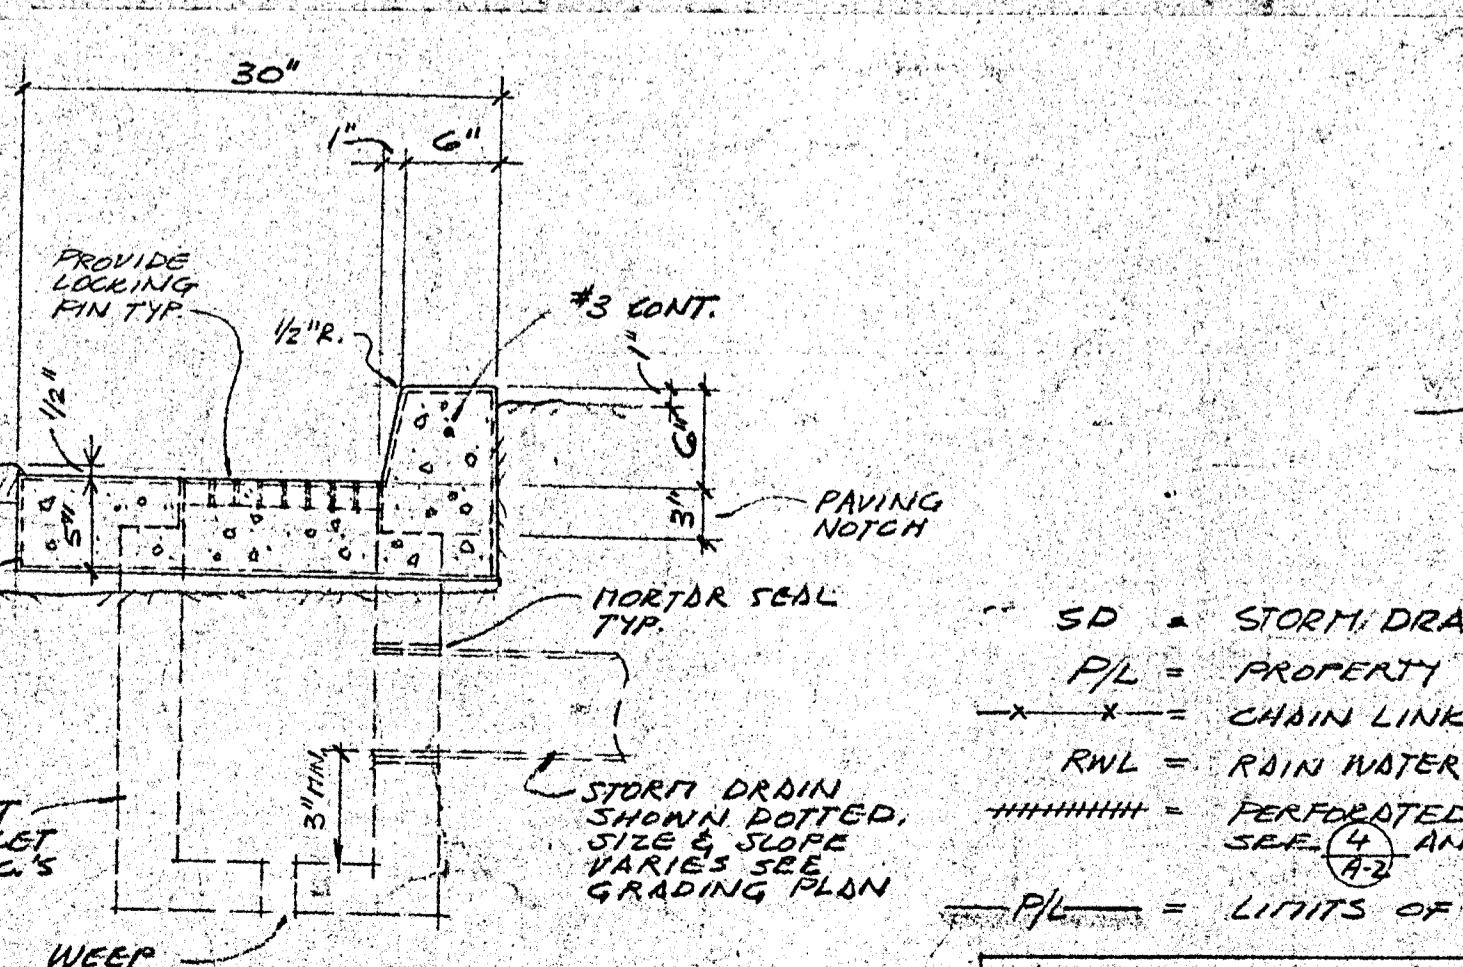 30"
1" 6"
PROVIDE
LOCKING
PIN TYP.
1/2"R.
#3 CONT.
1"
1/2"
6"
5"
3"
PAVING
NOTCH
MORTAR SEAL
TYP.
3" MIN.
STORM DRAIN
SHOWN DOTTED.
SIZE & SLOPE
VARIES SEE
GRADING PLAN
WEEP
SD = STORM DRA
P/L = PROPERTY
—x——x— = CHAIN LINK
RWL = RAIN WATER
= PERFORATED
SEE 4 AN
A-2
P/L = LIMITS OF